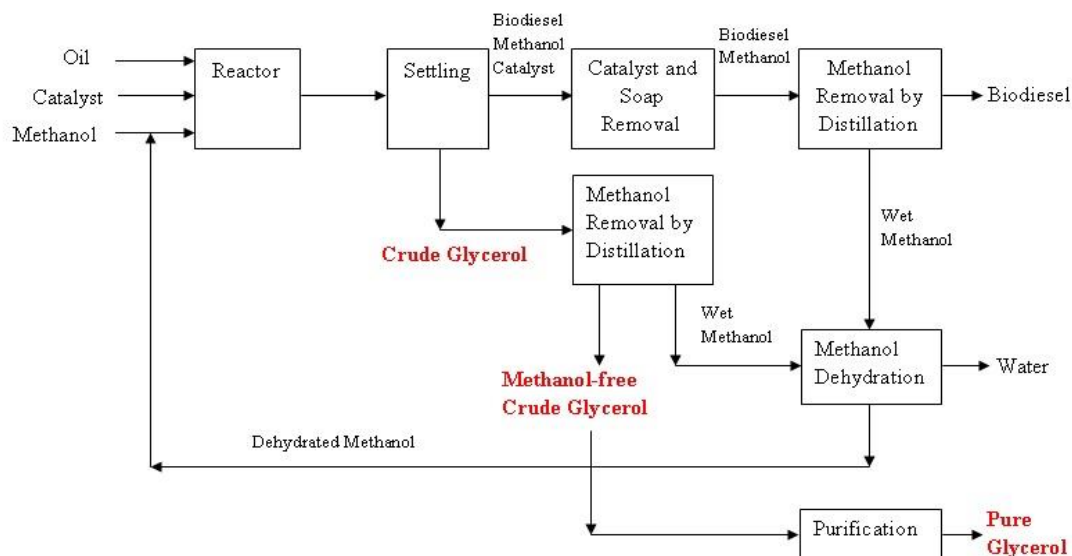 Oil
Catalyst
Methanol
Reactor
Settling
Biodiesel
Methanol
Catalyst
Catalyst and
Soap
Removal
Biodiesel
Methanol
Methanol
Removal by
Distillation
Biodiesel
Methanol
Removal by
Distillation
Crude Glycerol
Wet
Methanol
Wet
Methanol
Methanol
Dehydration
Water
Methanol-free
Crude Glycerol
Dehydrated Methanol
Purification
Pure
Glycerol